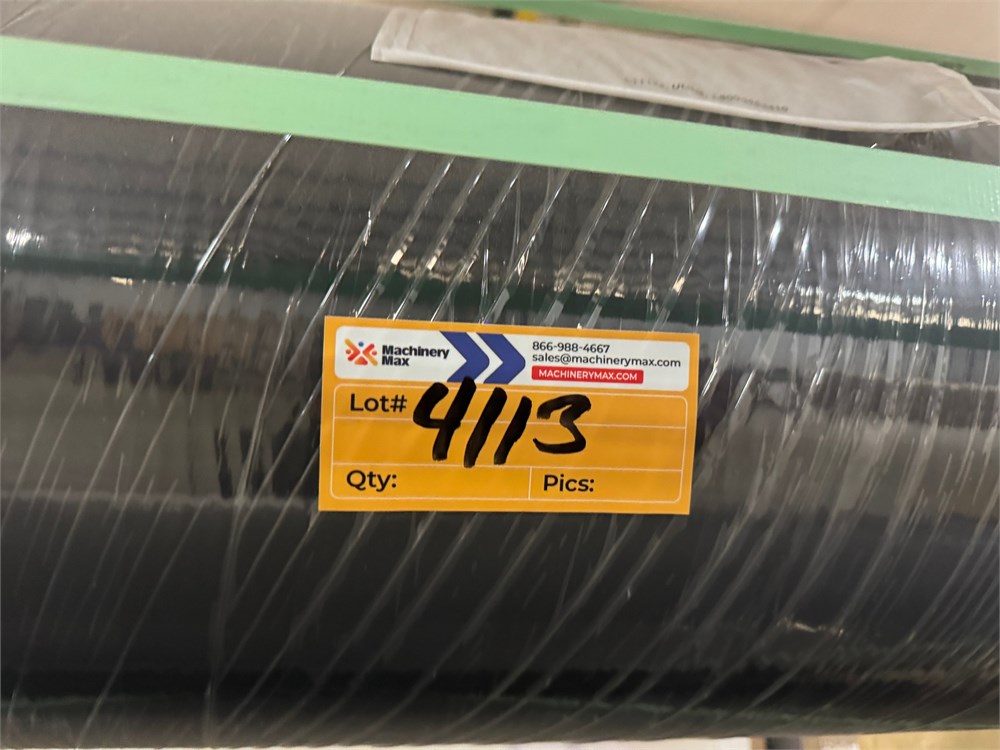 Machinery
Max
866-988-4667
sales@machinerymax.com
MACHINERYMAX.COM
Lot# 4113
Qty:
Pics: